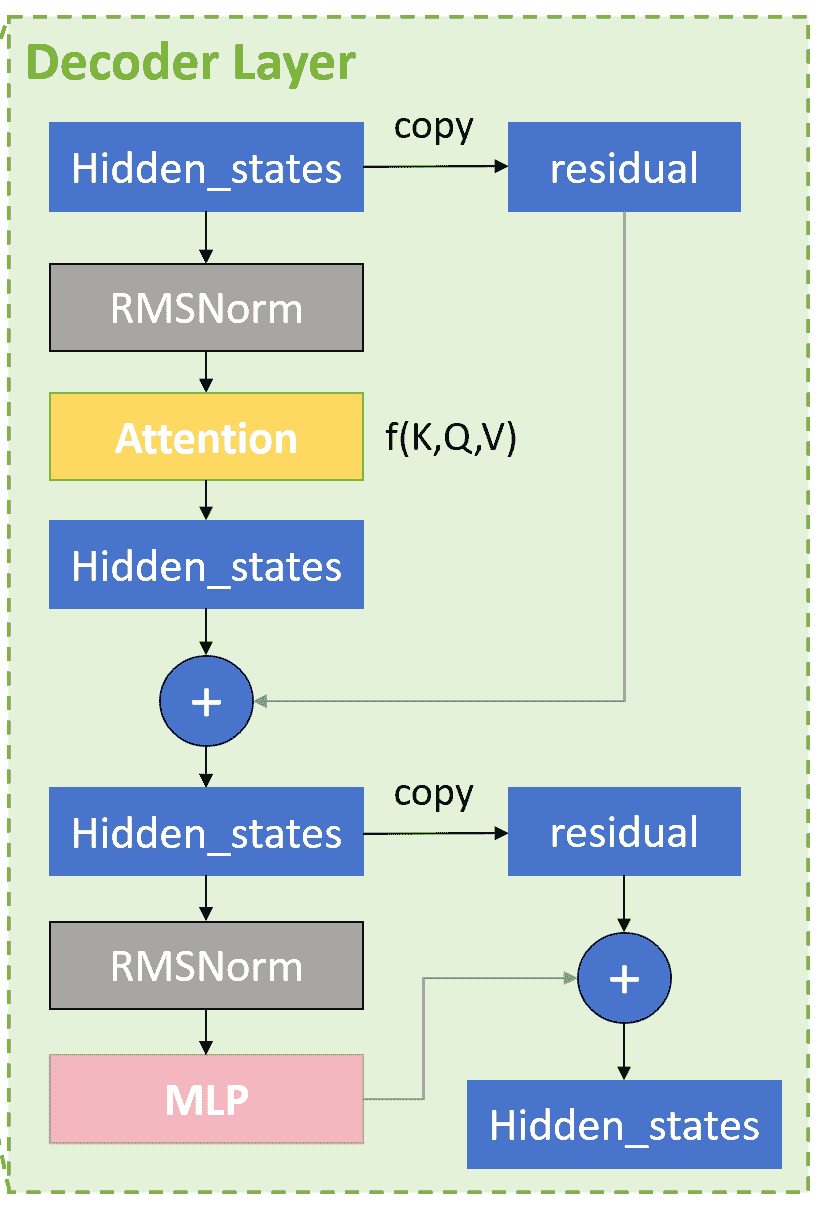 Decoder Layer
Hidden_states
copy
residual
RMSNorm
Attention
f(K,Q,V)
Hidden_states
+
Hidden_states
copy
residual
RMSNorm
+
MLP
Hidden_states